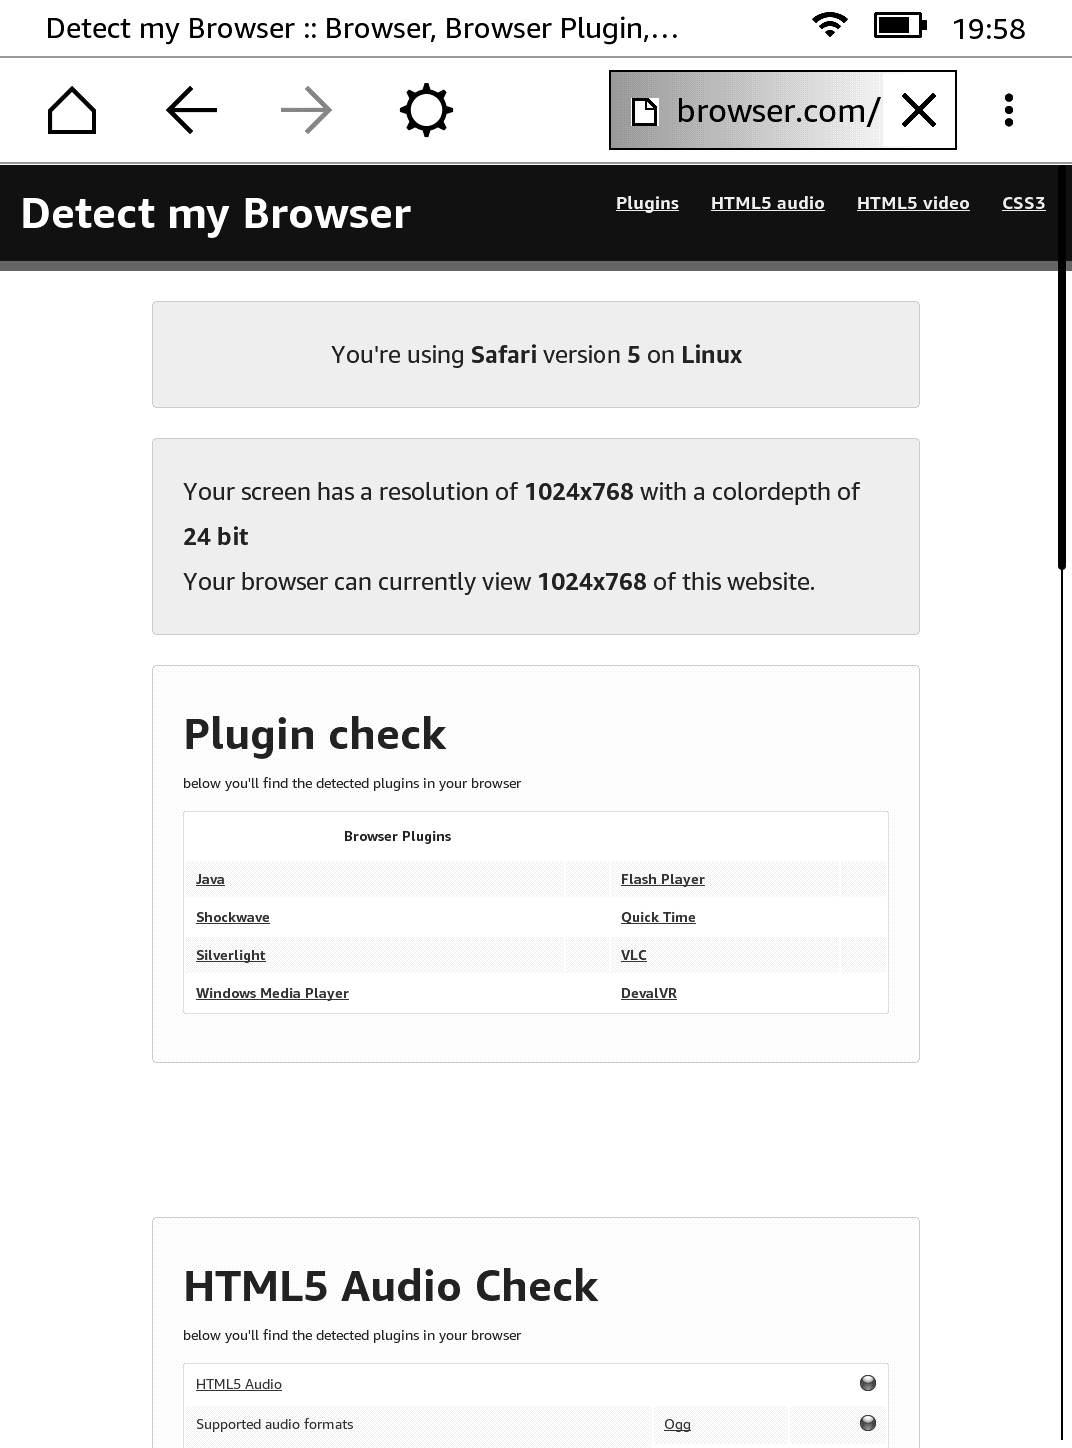 Detect my Browser :: Browser, Browser Plugin,... 19:58
browser.com/
Detect my Browser
Plugins HTML5 audio HTML5 video CSS3
You're using Safari version 5 on Linux
Your screen has a resolution of 1024x768 with a colordepth of
24 bit
Your browser can currently view 1024x768 of this website.
Plugin check
below you'll find the detected plugins in your browser
Browser Plugins
Java Flash Player
Shockwave Quick Time
Silverlight VLC
Windows Media Player DevalVR
HTML5 Audio Check
below you'll find the detected plugins in your browser
HTML5 Audio
Supported audio formats Ogg